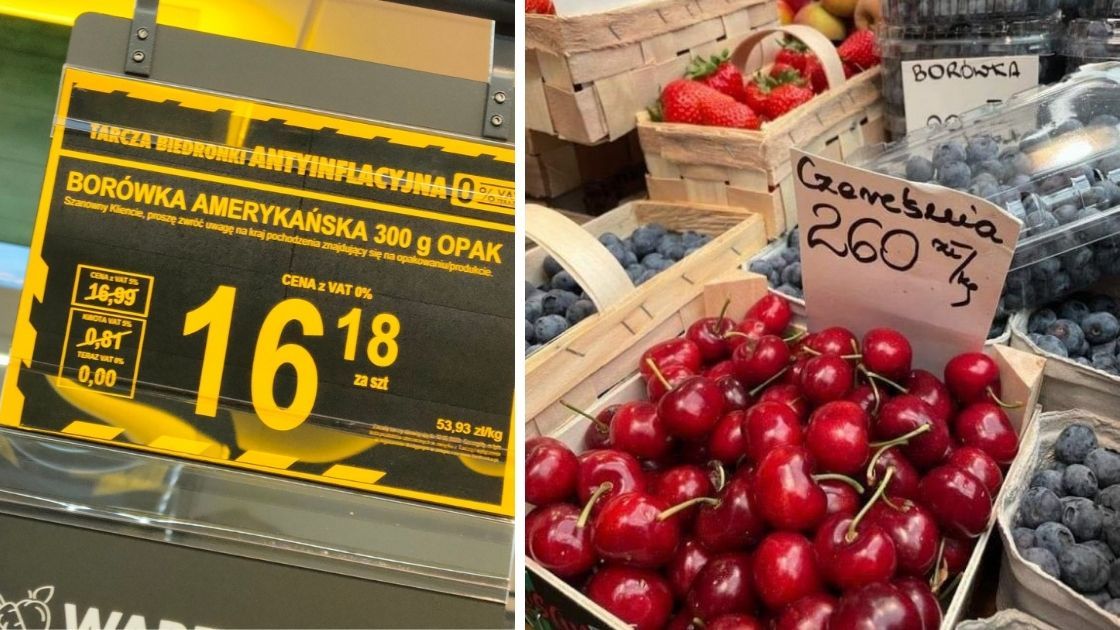 TARCZA BIEDRONKI ANTYINFLACYJNA 0% VAT
BORÓWKA AMERYKAŃSKA 300 g OPAK
Szanowny Kliencie, proszę zwróć uwagę na kraj pochodzenia znajdujący się na opakowaniu/produkcie.
CENA z VAT 5%
16,99
KWOTA VAT 5%
0,81
TERAZ VAT 0%
0,00
CENA z VAT 0%
16 18
za szt
53,93 zł/kg
BORÓWKA
Czereśnia
260 zł/kg